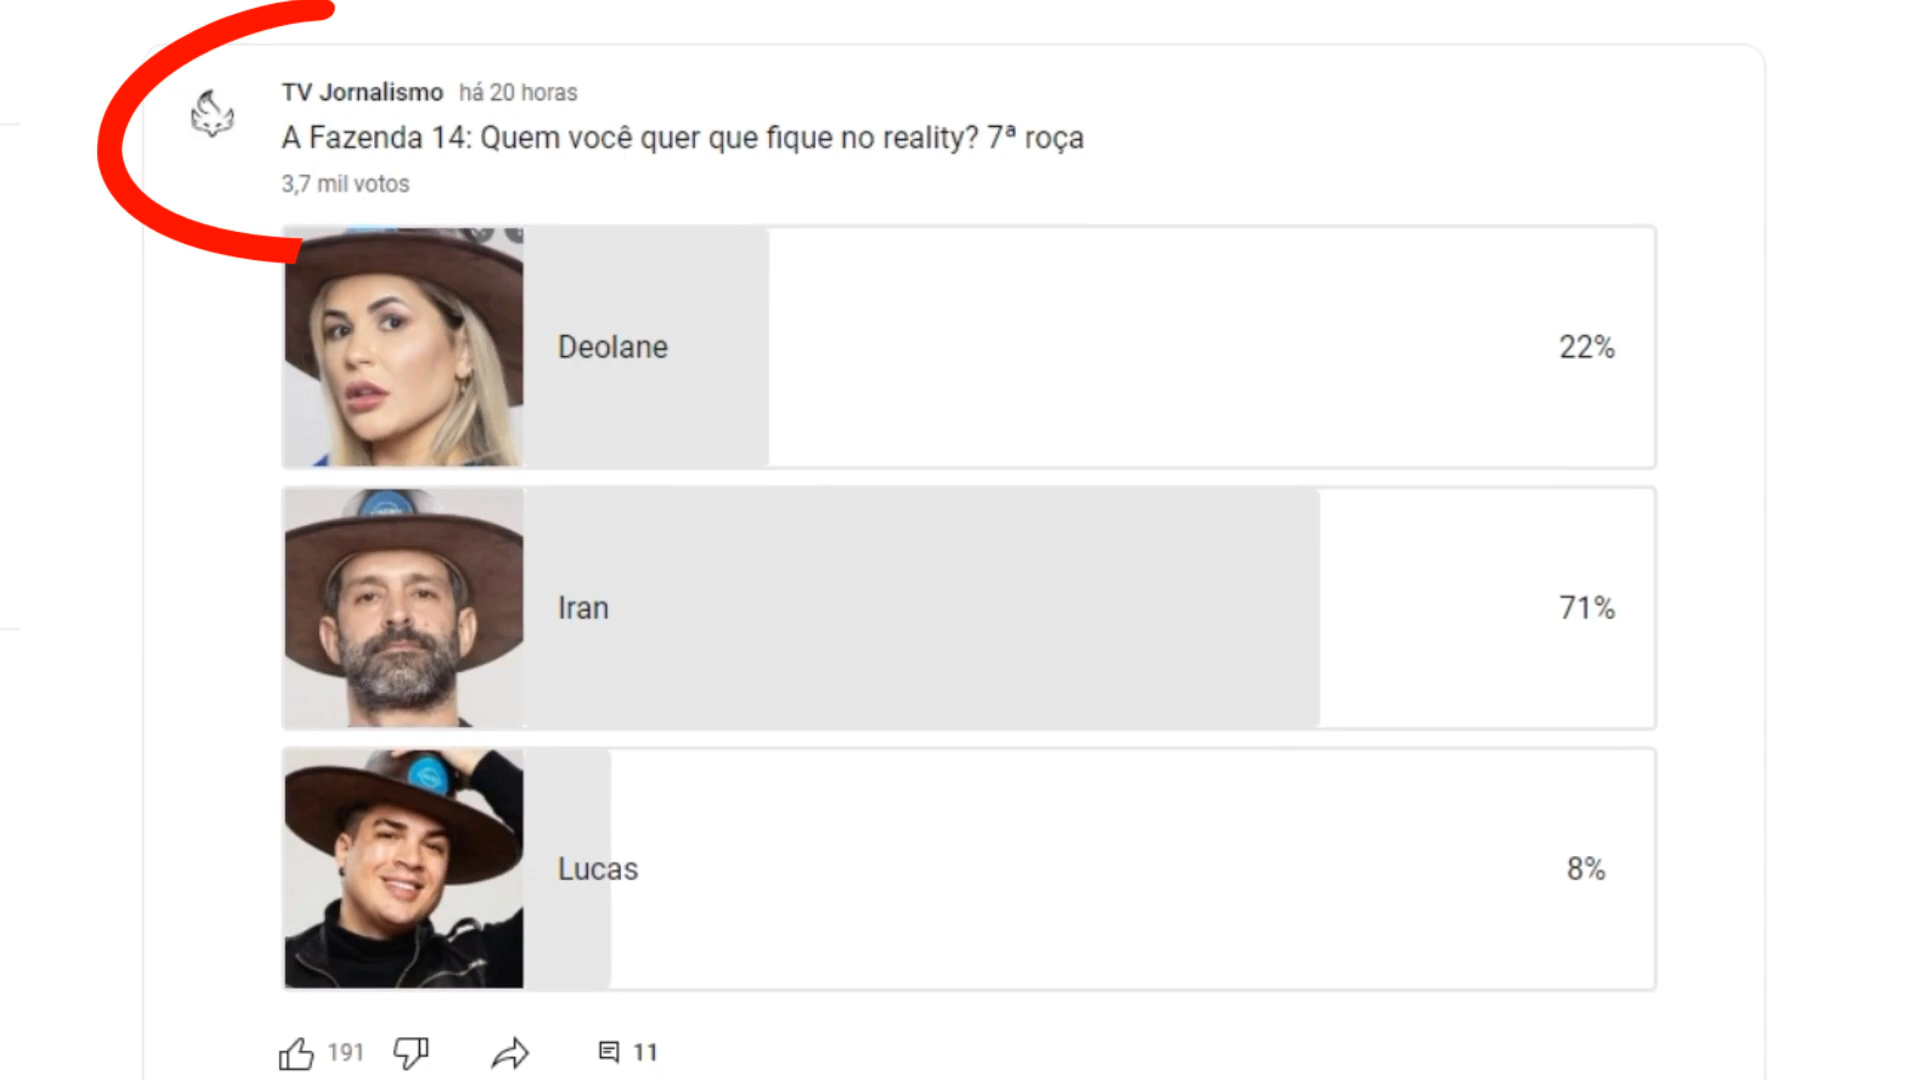 TV Jornalismo há 20 horas
A Fazenda 14: Quem você quer que fique no reality? 7ª roça
3,7 mil votos
Deolane 22%
Iran 71%
Lucas 8%
191 11